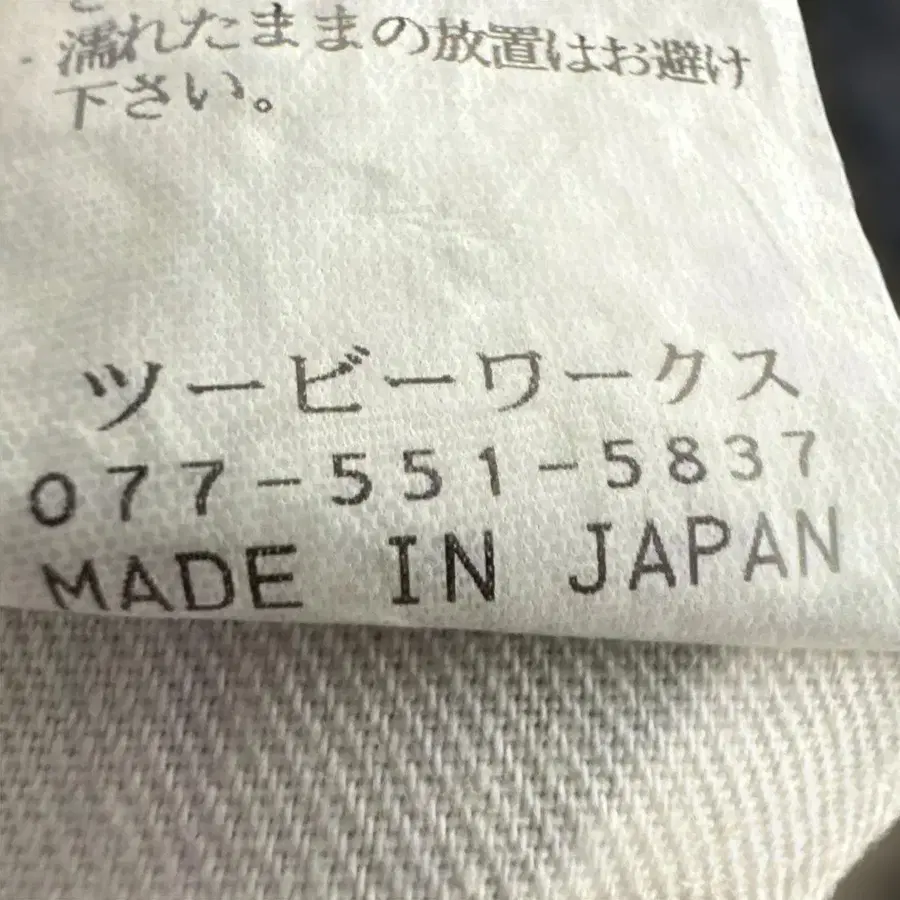 ・濡れたままの放置はお避け
下さい。
ツービーワークス
077-551-5837
MADE IN JAPAN